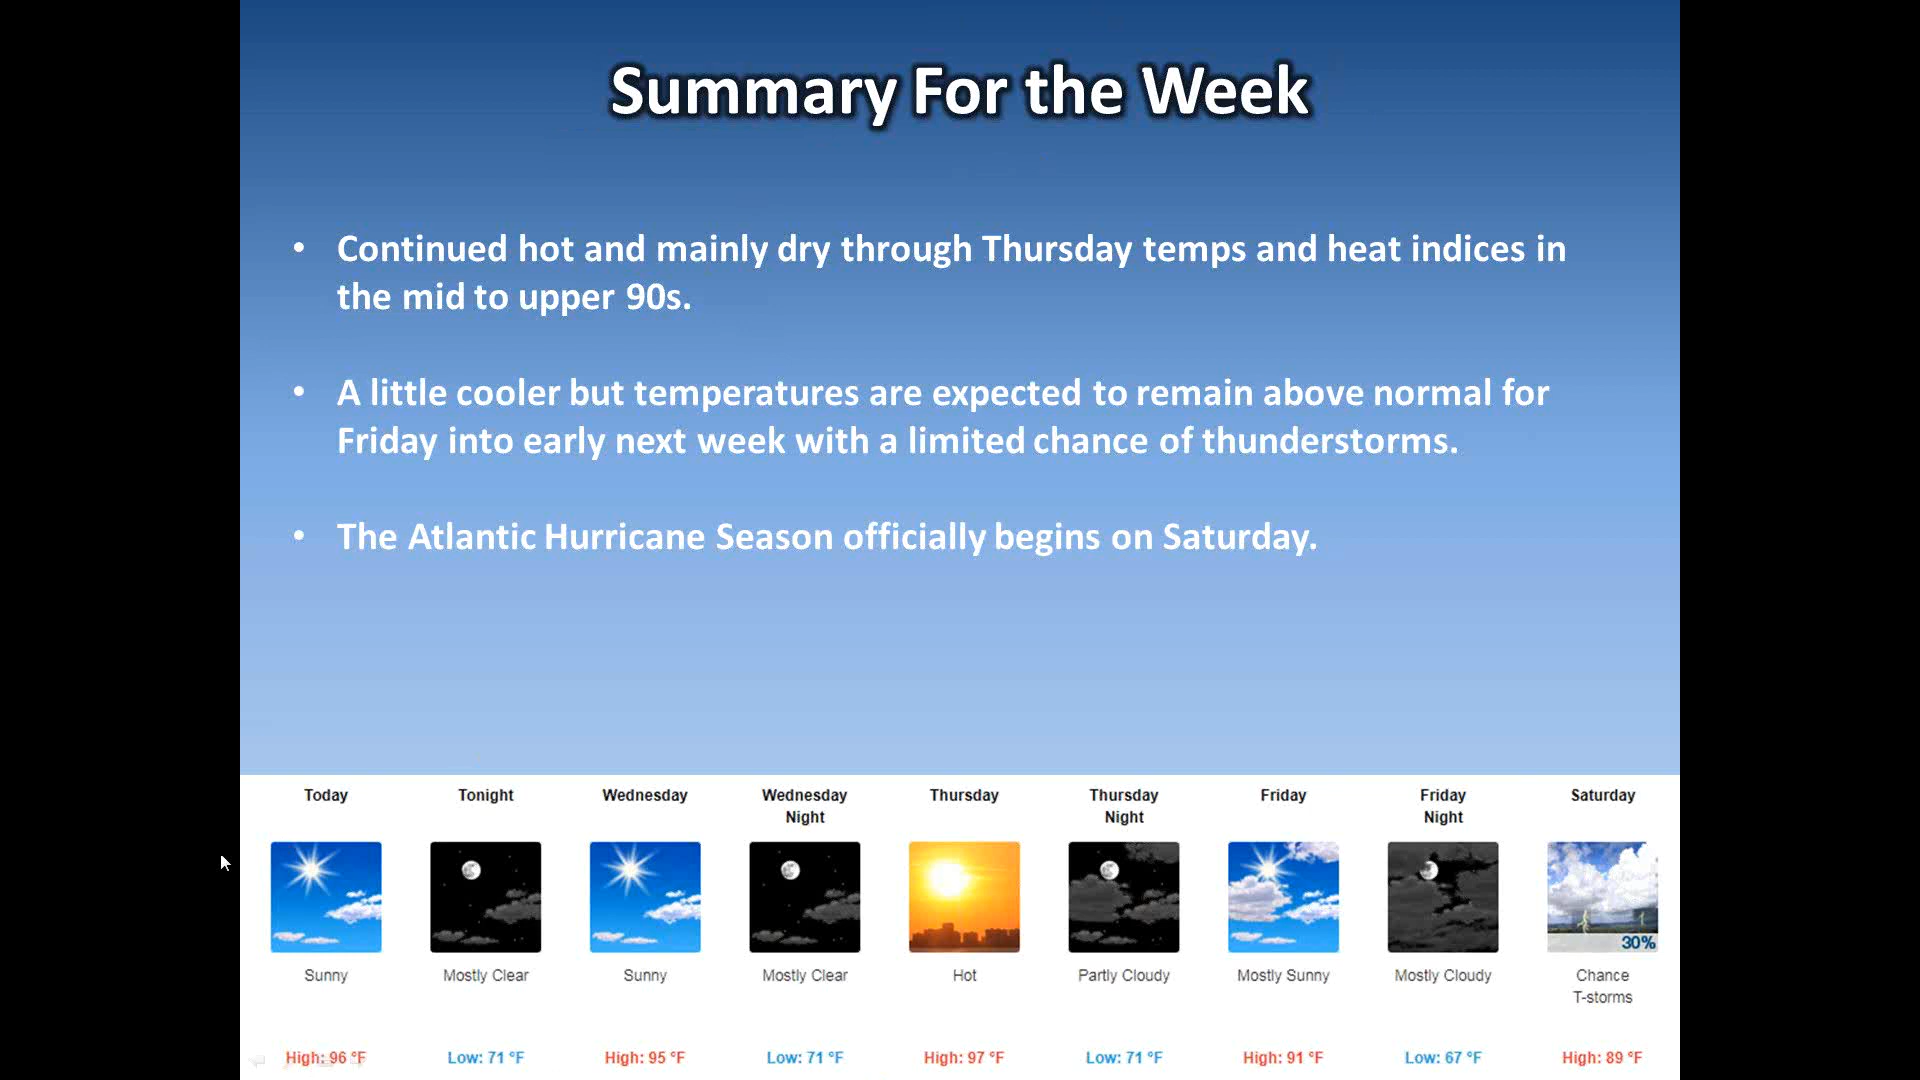 Summary For the Week
• Continued hot and mainly dry through Thursday temps and heat indices in
the mid to upper 90s.
• A little cooler but temperatures are expected to remain above normal for
Friday into early next week with a limited chance of thunderstorms.
• The Atlantic Hurricane Season officially begins on Saturday.
Today
Tonight
Wednesday
Wednesday
Night
Thursday
Thursday
Night
Friday
Friday
Night
Saturday
30%
Sunny
Mostly Clear
Sunny
Mostly Clear
Hot
Partly Cloudy
Mostly Sunny
Mostly Cloudy
Chance
T-storms
High: 96 °F
Low: 71 °F
High: 95 °F
Low: 71 °F
High: 97 °F
Low: 71 °F
High: 91 °F
Low: 67 °F
High: 89 °F